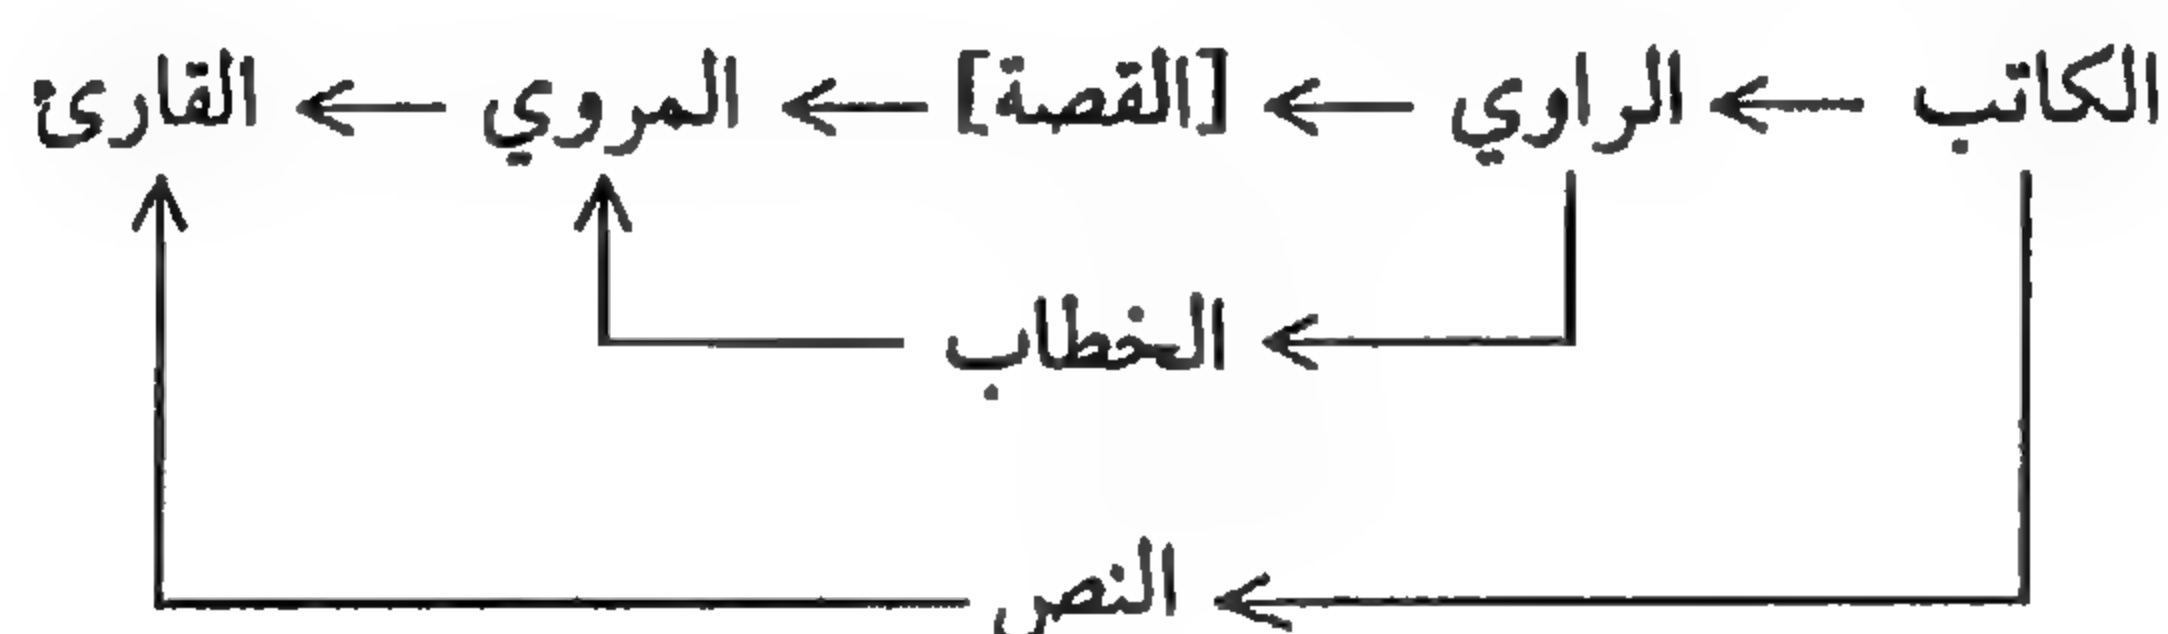 الكاتب ← الراوي ← [القصة] ← المروي ← القارئ
الخطاب
النص